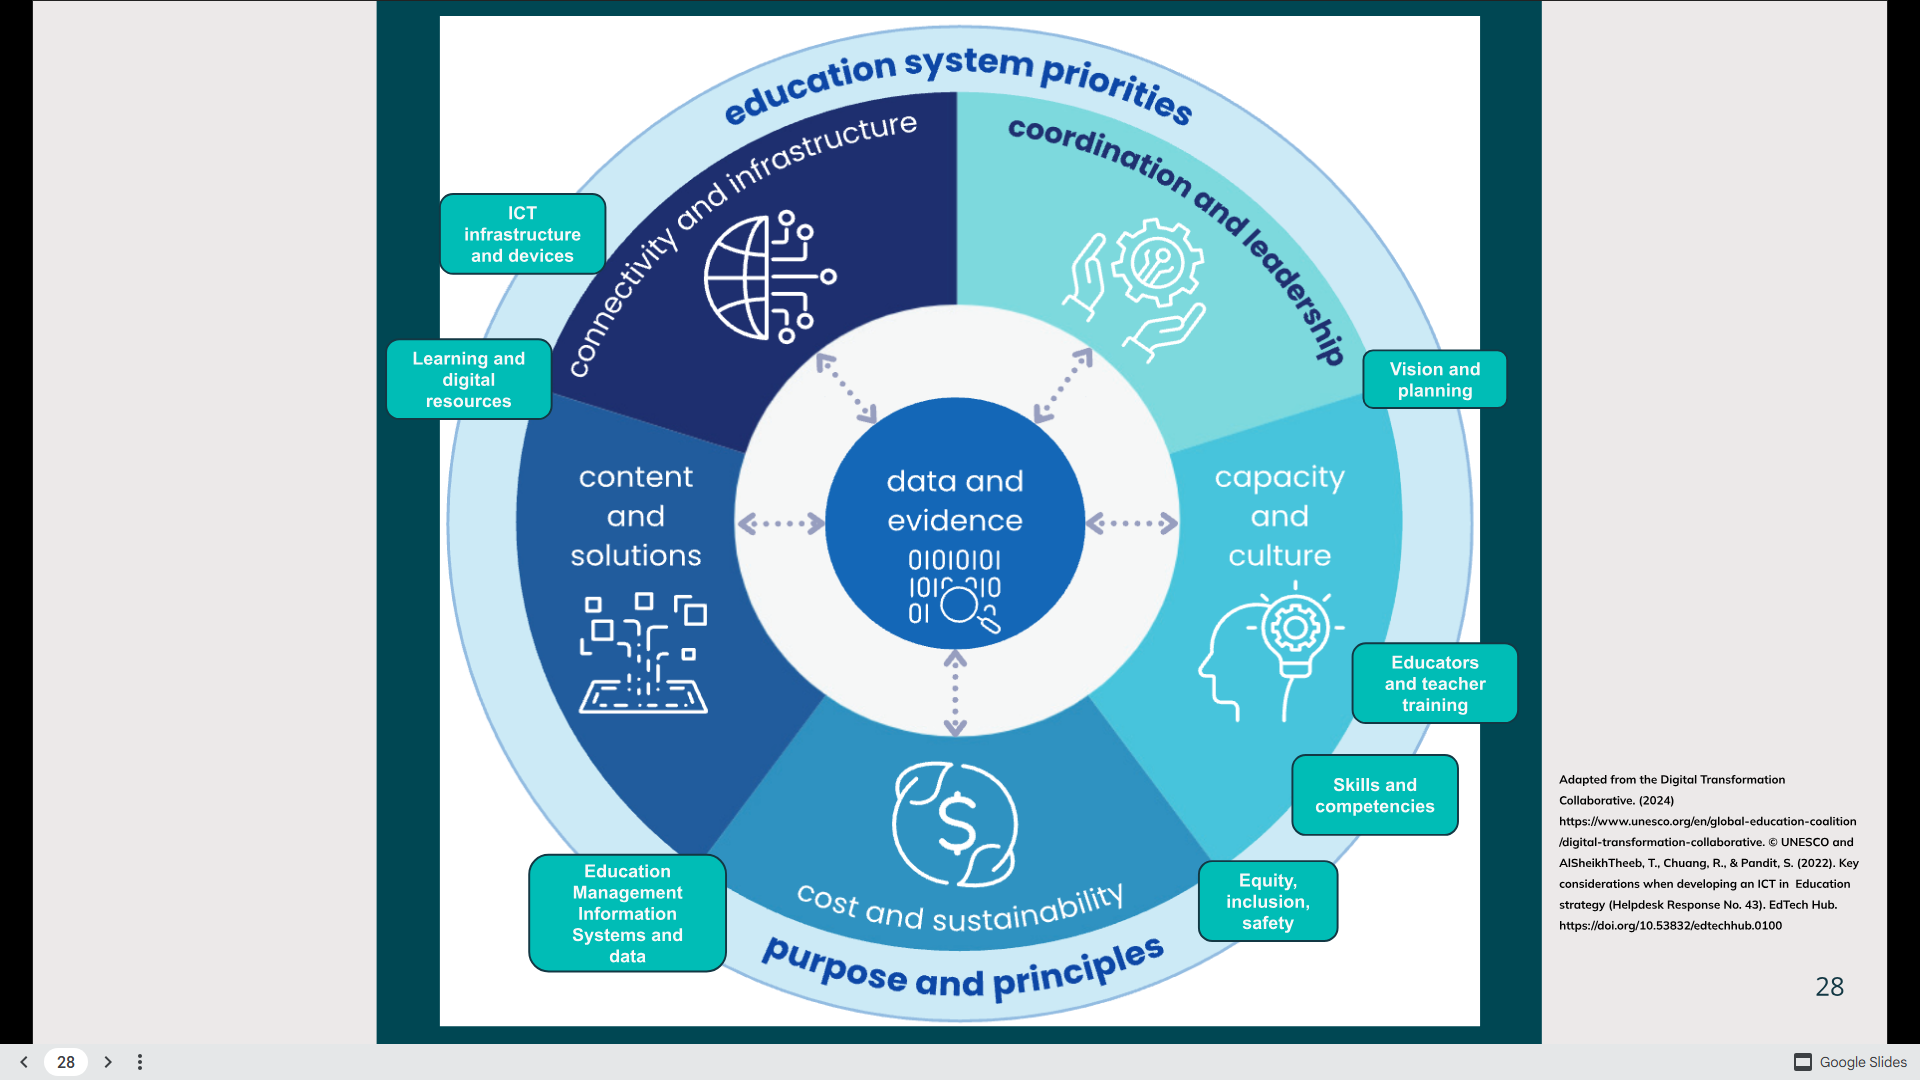 education system priorities
connectivity and infrastructure
coordination and leadership
ICT
infrastructure
and devices
Learning and
digital
resources
Vision and
planning
content
and
solutions
data and
evidence
01010101
capacity
and
culture
Educators
and teacher
training
Skills and
competencies
$
cost and sustainability
Education
Management
Information
Systems and
data
Equity,
inclusion,
safety
purpose and principles
Adapted from the Digital Transformation
Collaborative. (2024)
https://www.unesco.org/en/global-education-coalition
/digital-transformation-collaborative. © UNESCO and
AlSheikhTheeb, T., Chuang, R., & Pandit, S. (2022). Key
considerations when developing an ICT in Education
strategy (Helpdesk Response No. 43). EdTech Hub.
https://doi.org/10.53832/edtechhub.0100
28
28
Google Slides